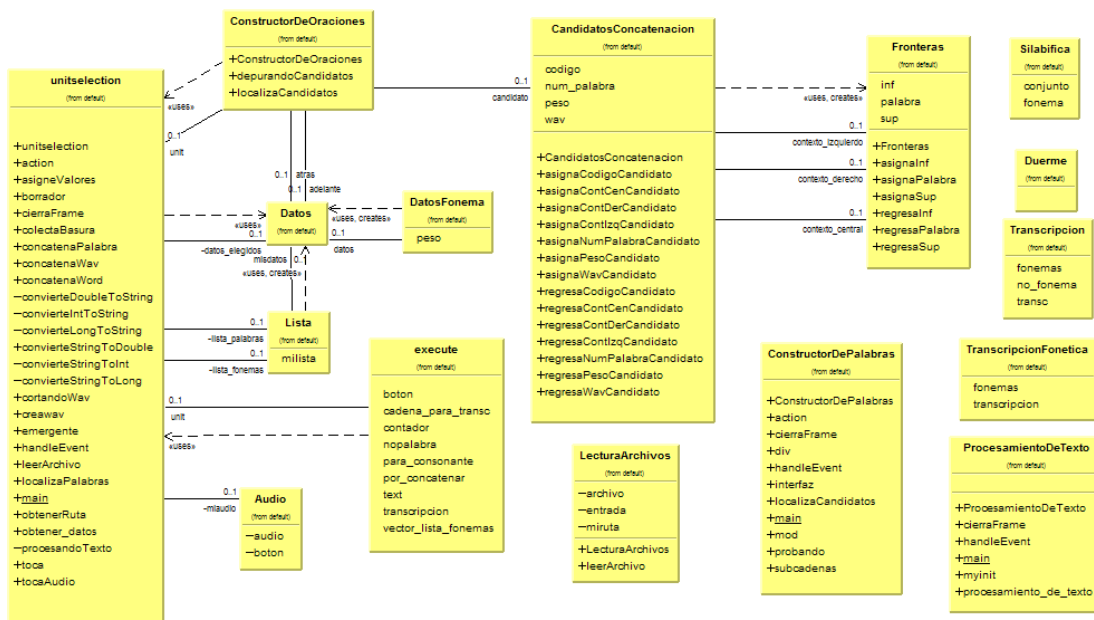 ConstructorDeOraciones
(from default)
+ConstructorDeOraciones
+depurandoCandidatos
+localizaCandidatos
«uses»
0..1
unit
unitselection
(from default)
+unitselection
+action
+asigneValores
+borrador
+cierraFrame
+colectaBasura
+concatenaPalabra
+concatenaWav
+concatenaWord
−convierteDoubleToString
−convierteIntToString
−convierteLongToString
+convierteStringToDouble
−convierteStringToInt
−convierteStringToLong
+cortandoWav
+creawav
+emergente
+handleEvent
+leerArchivo
+localizaPalabras
+main
+obtenerRuta
+obtener_datos
−procesandoTexto
+toca
+tocaAudio
0..1
candidato
0..1
atras
0..1
adelante
«uses»
0..1
-datos_elegidos
Datos
(from default)
«uses, creates»
0..1
datos
DatosFonema
(from default)
peso
misdatos
0..1
«uses, creates»
0..1
-lista_palabras
0..1
-lista_fonemas
Lista
(from default)
milista
0..1
unit
«uses»
execute
(from default)
boton
cadena_para_transc
contador
nopalabra
para_consonante
por_concatenar
text
transcripcion
vector_lista_fonemas
0..1
-miaudio
Audio
(from default)
−audio
−boton
CandidatosConcatenacion
(from default)
codigo
num_palabra
peso
wav
+CandidatosConcatenacion
+asignaCodigoCandidato
+asignaContCenCandidato
+asignaContDerCandidato
+asignaContIzqCandidato
+asignaNumPalabraCandidato
+asignaPesoCandidato
+asignaWavCandidato
+regresaCodigoCandidato
+regresaContCenCandidato
+regresaContDerCandidato
+regresaContIzqCandidato
+regresaNumPalabraCandidato
+regresaPesoCandidato
+regresaWavCandidato
«uses, creates»
0..1
contexto_izquierdo
0..1
contexto_derecho
0..1
contexto_central
Fronteras
(from default)
inf
palabra
sup
+Fronteras
+asignaInf
+asignaPalabra
+asignaSup
+regresaInf
+regresaPalabra
+regresaSup
Silabifica
(from default)
conjunto
fonema
Duerme
(from default)
Transcripcion
(from default)
fonemas
no_fonema
transc
TranscripcionFonetica
(from default)
fonemas
transcripcion
LecturaArchivos
(from default)
−archivo
−entrada
−miruta
+LecturaArchivos
+leerArchivo
ConstructorDePalabras
(from default)
+ConstructorDePalabras
+action
+cierraFrame
+div
+handleEvent
+interfaz
+localizaCandidatos
+main
+mod
+probando
+subcadenas
ProcesamientoDeTexto
(from default)
+ProcesamientoDeTexto
+cierraFrame
+handleEvent
+main
+myinit
+procesamiento_de_texto